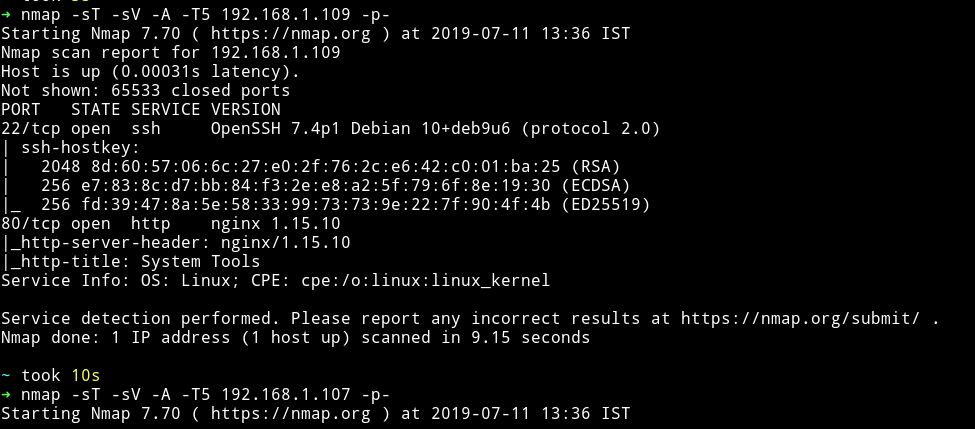 ➜ nmap -sT -sV -A -T5 192.168.1.109 -p-
Starting Nmap 7.70 ( https://nmap.org ) at 2019-07-11 13:36 IST
Nmap scan report for 192.168.1.109
Host is up (0.00031s latency).
Not shown: 65533 closed ports
PORT   STATE SERVICE VERSION
22/tcp open  ssh     OpenSSH 7.4p1 Debian 10+deb9u6 (protocol 2.0)
| ssh-hostkey:
|   2048 8d:60:57:06:6c:27:e0:2f:76:2c:e6:42:c0:01:ba:25 (RSA)
|   256 e7:83:8c:d7:bb:84:f3:2e:e8:a2:5f:79:6f:8e:19:30 (ECDSA)
|_  256 fd:39:47:8a:5e:58:33:99:73:73:9e:22:7f:90:4f:4b (ED25519)
80/tcp open  http    nginx 1.15.10
|_http-server-header: nginx/1.15.10
|_http-title: System Tools
Service Info: OS: Linux; CPE: cpe:/o:linux:linux_kernel
Service detection performed. Please report any incorrect results at https://nmap.org/submit/ .
Nmap done: 1 IP address (1 host up) scanned in 9.15 seconds
~ took 10s
➜ nmap -sT -sV -A -T5 192.168.1.107 -p-
Starting Nmap 7.70 ( https://nmap.org ) at 2019-07-11 13:36 IST